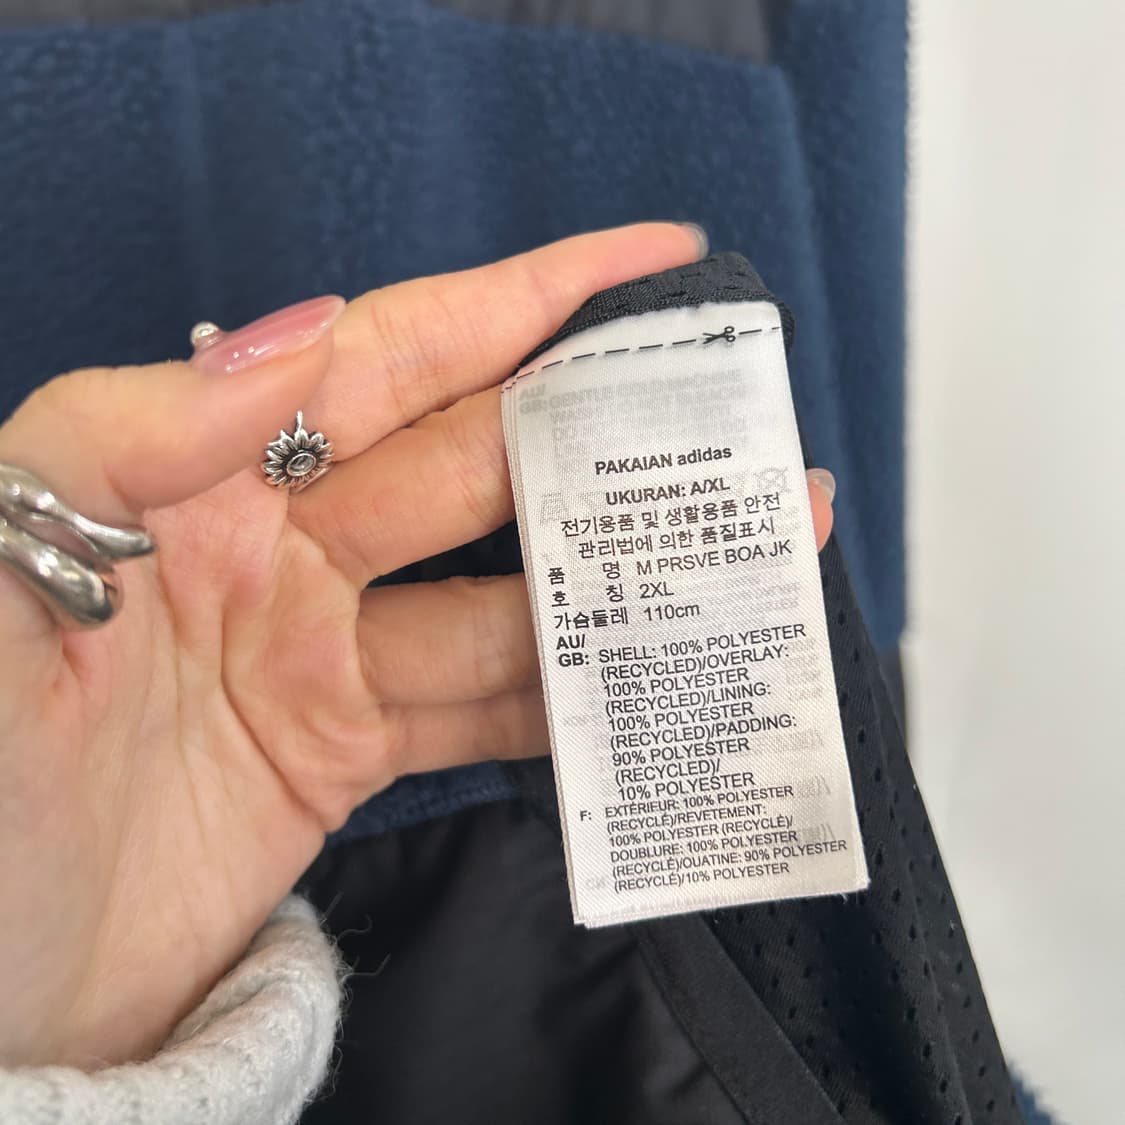 PAKAIAN adidas
UKURAN: A/XL
전기용품 및 생활용품 안전
관리법에 의한 품질표시
품 명 M PRSVE BOA JK
호 칭 2XL
가슴둘레 110cm
AU/
GB: SHELL: 100% POLYESTER
(RECYCLED)/OVERLAY:
100% POLYESTER
(RECYCLED)/LINING:
100% POLYESTER
(RECYCLED)/PADDING:
90% POLYESTER
(RECYCLED)/
10% POLYESTER
F: EXTÉRIEUR: 100% POLYESTER
(RECYCLÉ)/REVETEMENT:
100% POLYESTER (RECYCLÉ)/
DOUBLURE: 100% POLYESTER
(RECYCLÉ)/OUATINE: 90% POLYESTER
(RECYCLÉ)/10% POLYESTER